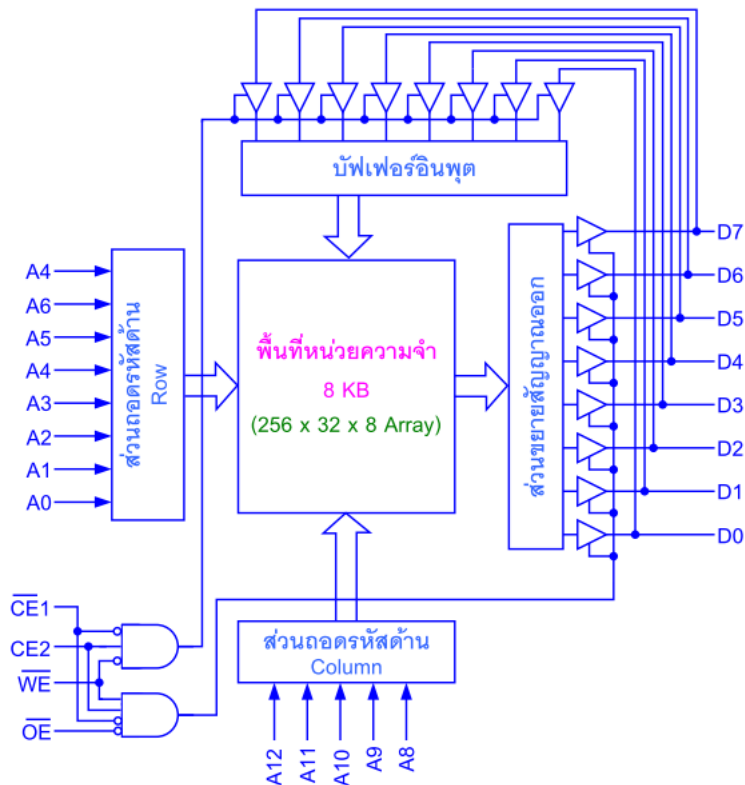 บัฟเฟอร์อินพุต
A4
A6
A5
A4
A3
A2
A1
A0
ส่วนถอดรหัสด้าน
Row
พื้นที่หน่วยความจำ
8 KB
(256 x 32 x 8 Array)
ส่วนขยายสัญญาณออก
D7
D6
D5
D4
D3
D2
D1
D0
C̅E̅1
CE2
W̅E̅
O̅E̅
ส่วนถอดรหัสด้าน
Column
A12
A11
A10
A9
A8